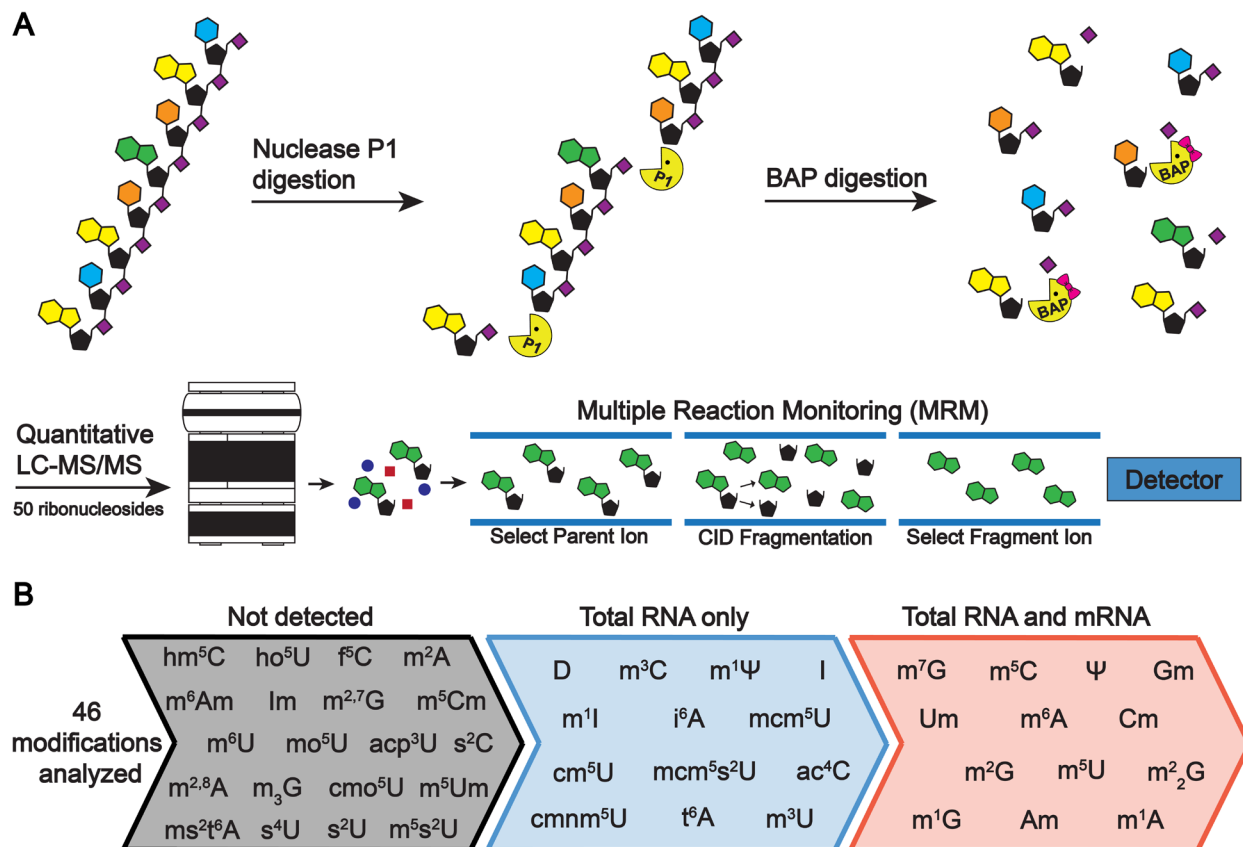 A
Nuclease P1
digestion
P1
P1
BAP digestion
BAP
BAP
Quantitative
LC-MS/MS
50 ribonucleosides
Multiple Reaction Monitoring (MRM)
Select Parent Ion
CID Fragmentation
Select Fragment Ion
Detector
B
46
modifications
analyzed
Not detected
hm⁵C ho⁵U f⁵C m²A
m⁶Am Im m²,⁷G m⁵Cm
m⁶U mo⁵U acp³U s²C
m²,⁸A m₃G cmo⁵U m⁵Um
ms²t⁶A s⁴U s²U m⁵s²U
Total RNA only
D m³C m¹Ψ I
m¹I i⁶A mcm⁵U
cm⁵U mcm⁵s²U ac⁴C
cmnm⁵U t⁶A m³U
Total RNA and mRNA
m⁷G m⁵C Ψ Gm
Um m⁶A Cm
m²G m⁵U m²₂G
m¹G Am m¹A